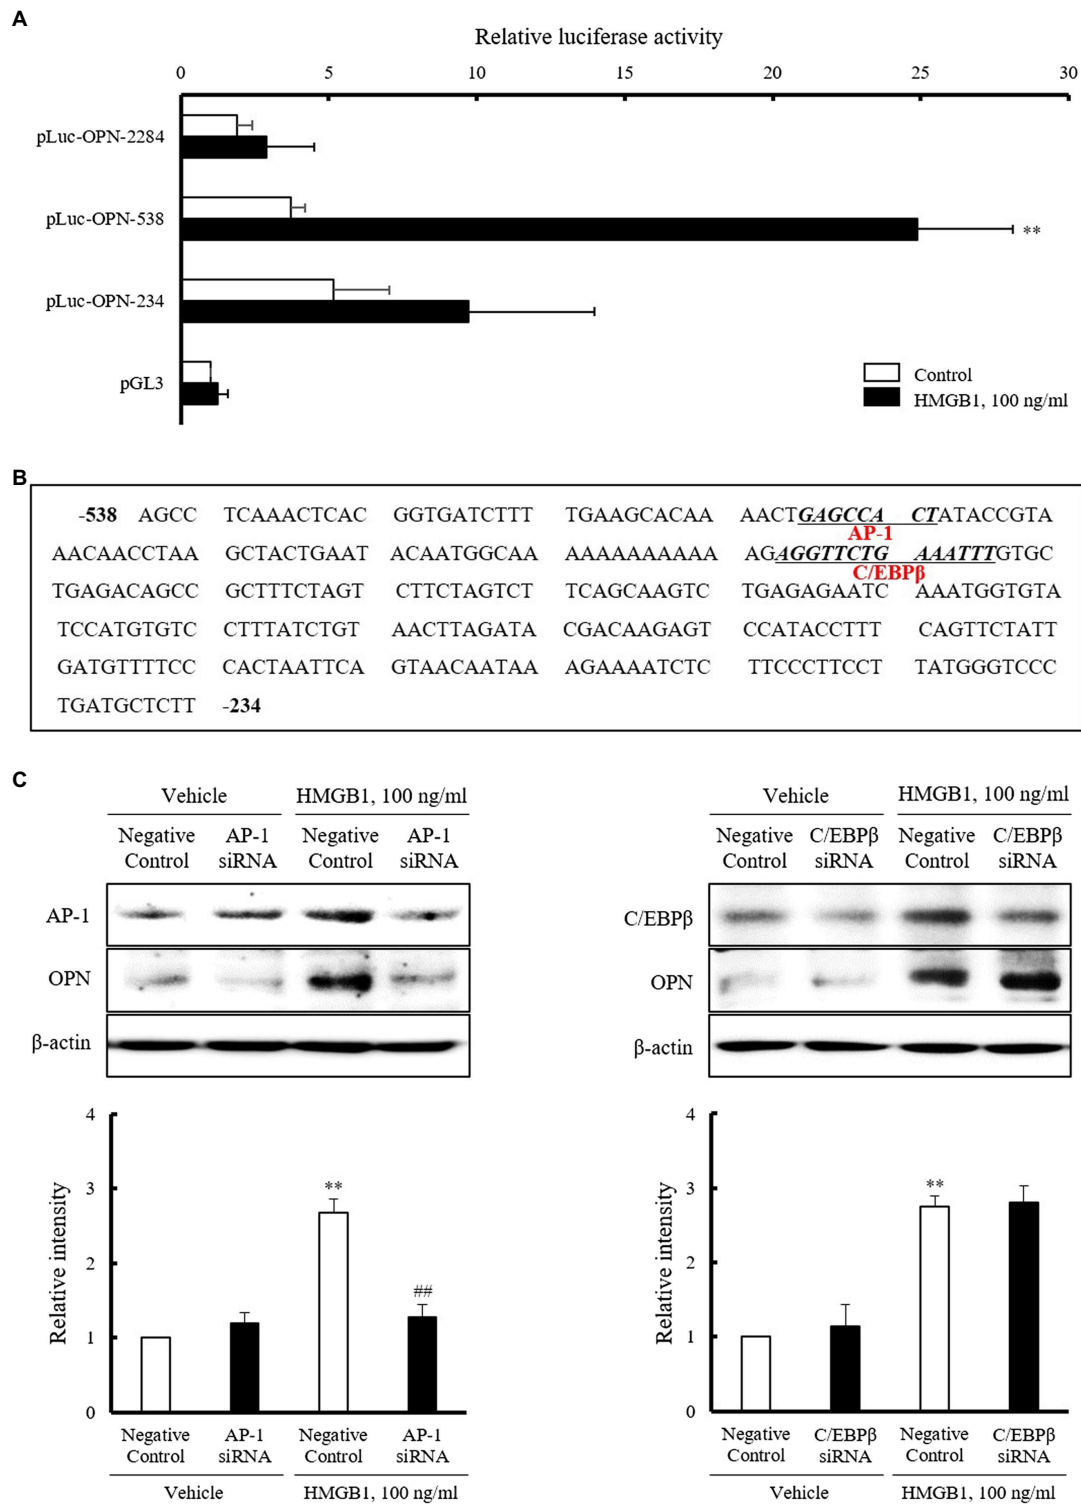 A
Relative luciferase activity
0 5 10 15 20 25 30
pLuc-OPN-2284
pLuc-OPN-538
**
pLuc-OPN-234
pGL3
Control
HMGB1, 100 ng/ml
B
-538 AGCC TCAAACTCAC GGTGATCTTT TGAAGCACAA AACTGAGCCA CTATACCGTA
AP-1
AACAACCTAA GCTACTGAAT ACAATGGCAA AAAAAAAAAA AGAGGTTCTG AAATTTGTGC
C/EBPβ
TGAGACAGCC GCTTTCTAGT CTTCTAGTCT TCAGCAAGTC TGAGAGAATC AAATGGTGTA
TCCATGTGTC CTTTATCTGT AACTTAGATA CGACAAGAGT CCATACCTTT CAGTTCTATT
GATGTTTTCC CACTAATTCA GTAACAATAA AGAAAATCTC TTCCCTTCCT TATGGGTCCC
TGATGCTCTT -234
C
Vehicle HMGB1, 100 ng/ml
Negative Control AP-1 siRNA Negative Control AP-1 siRNA
AP-1
OPN
β-actin
4
3
2
1
0
Relative intensity
**
##
Negative Control AP-1 siRNA Negative Control AP-1 siRNA
Vehicle HMGB1, 100 ng/ml
Vehicle HMGB1, 100 ng/ml
Negative Control C/EBPβ siRNA Negative Control C/EBPβ siRNA
C/EBPβ
OPN
β-actin
4
3
2
1
0
Relative intensity
**
Negative Control C/EBPβ siRNA Negative Control C/EBPβ siRNA
Vehicle HMGB1, 100 ng/ml